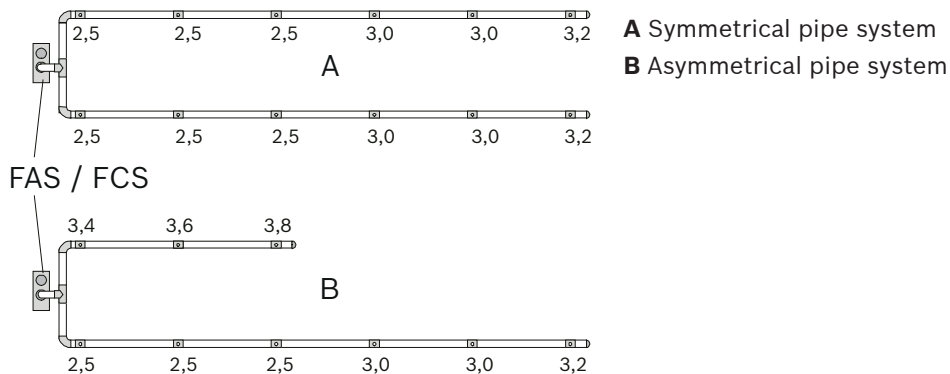 2,5 2,5 2,5 3,0 3,0 3,2
A Symmetrical pipe system
B Asymmetrical pipe system
A
2,5 2,5 2,5 3,0 3,0 3,2
FAS / FCS
3,4 3,6 3,8
B
2,5 2,5 2,5 3,0 3,0 3,2